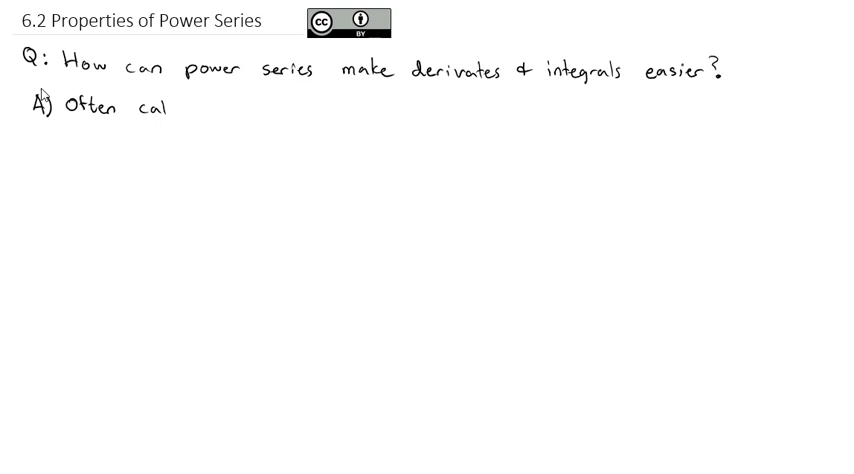 6.2 Properties of Power Series
cc BY
Q: How can power series make derivates & integrals easier?
A) Often cal